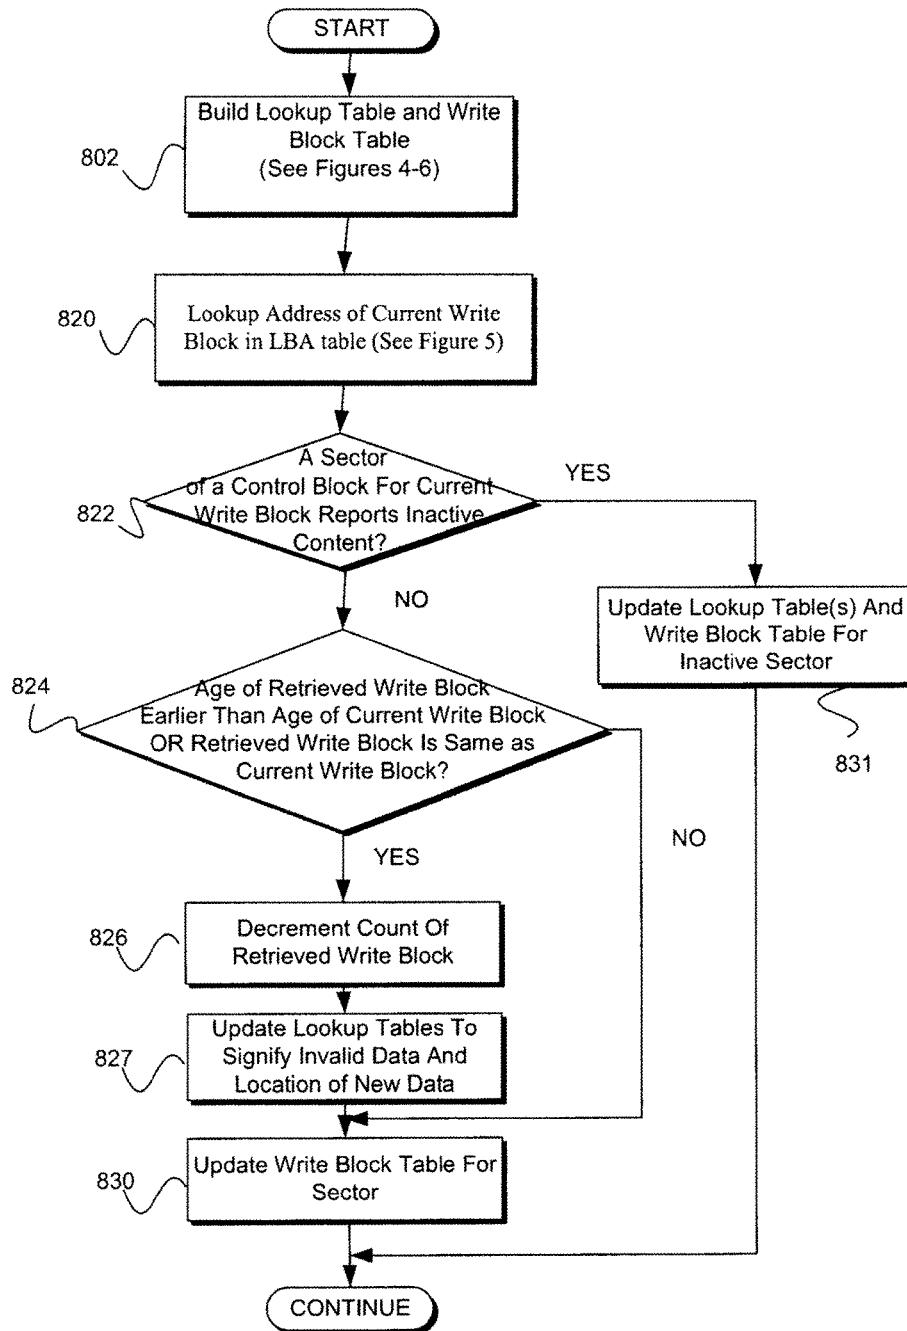 START
Build Lookup Table and Write
Block Table
(See Figures 4-6)
802
Lookup Address of Current Write
Block in LBA table (See Figure 5)
820
A Sector
of a Control Block For Current
Write Block Reports Inactive
Content?
822
YES
NO
Update Lookup Table(s) And
Write Block Table For
Inactive Sector
831
Age of Retrieved Write Block
Earlier Than Age of Current Write Block
OR Retrieved Write Block Is Same as
Current Write Block?
824
NO
YES
Decrement Count Of
Retrieved Write Block
826
Update Lookup Tables To
Signify Invalid Data And
Location of New Data
827
Update Write Block Table For
Sector
830
CONTINUE